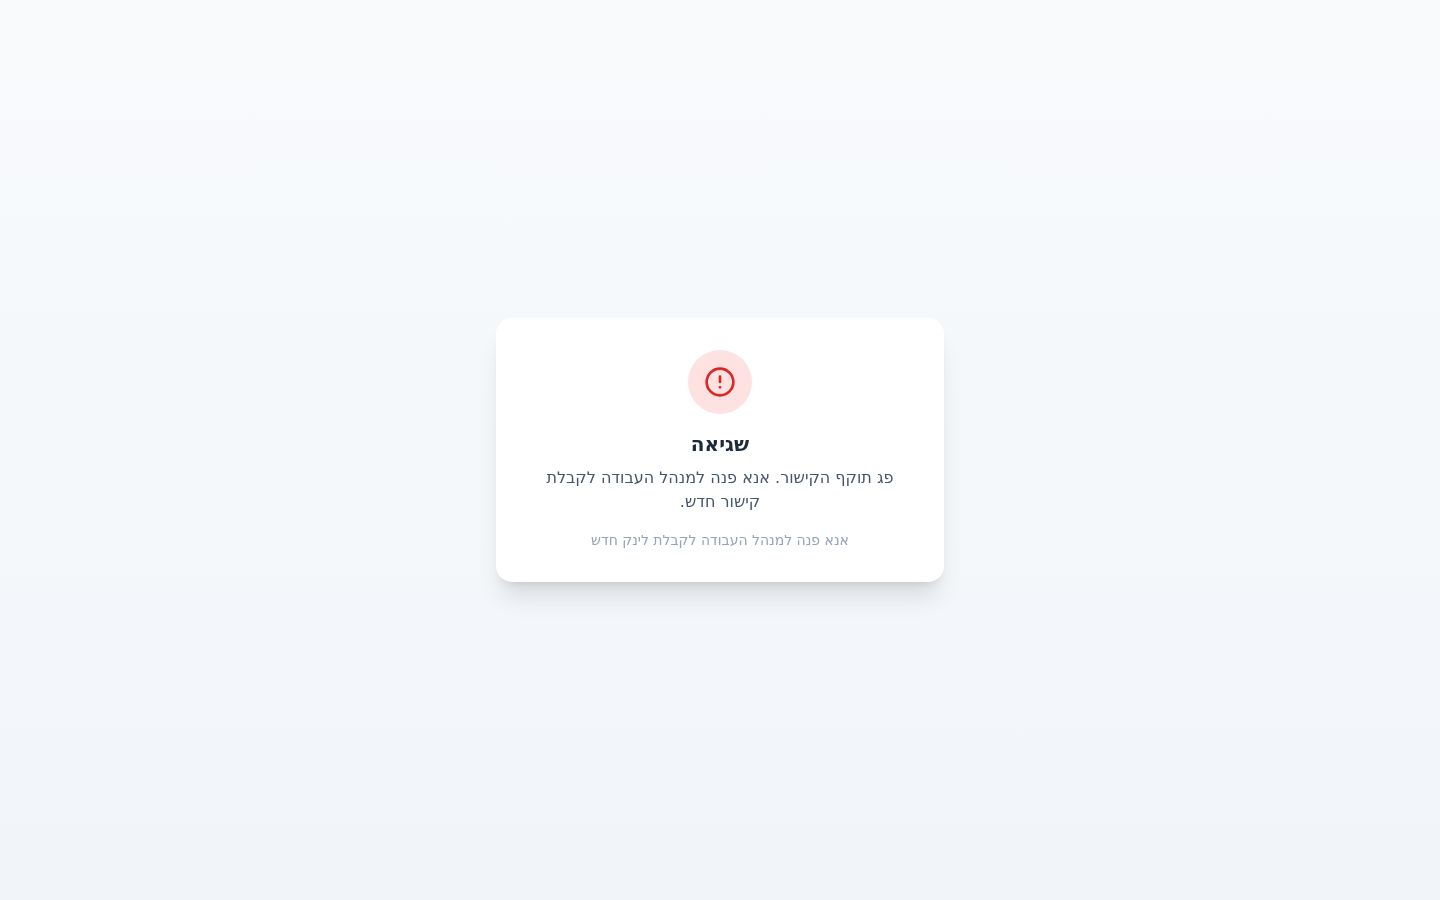 שגיאה
פג תוקף הקישור. אנא פנה למנהל העבודה לקבלת
קישור חדש.
אנא פנה למנהל העבודה לקבלת לינק חדש